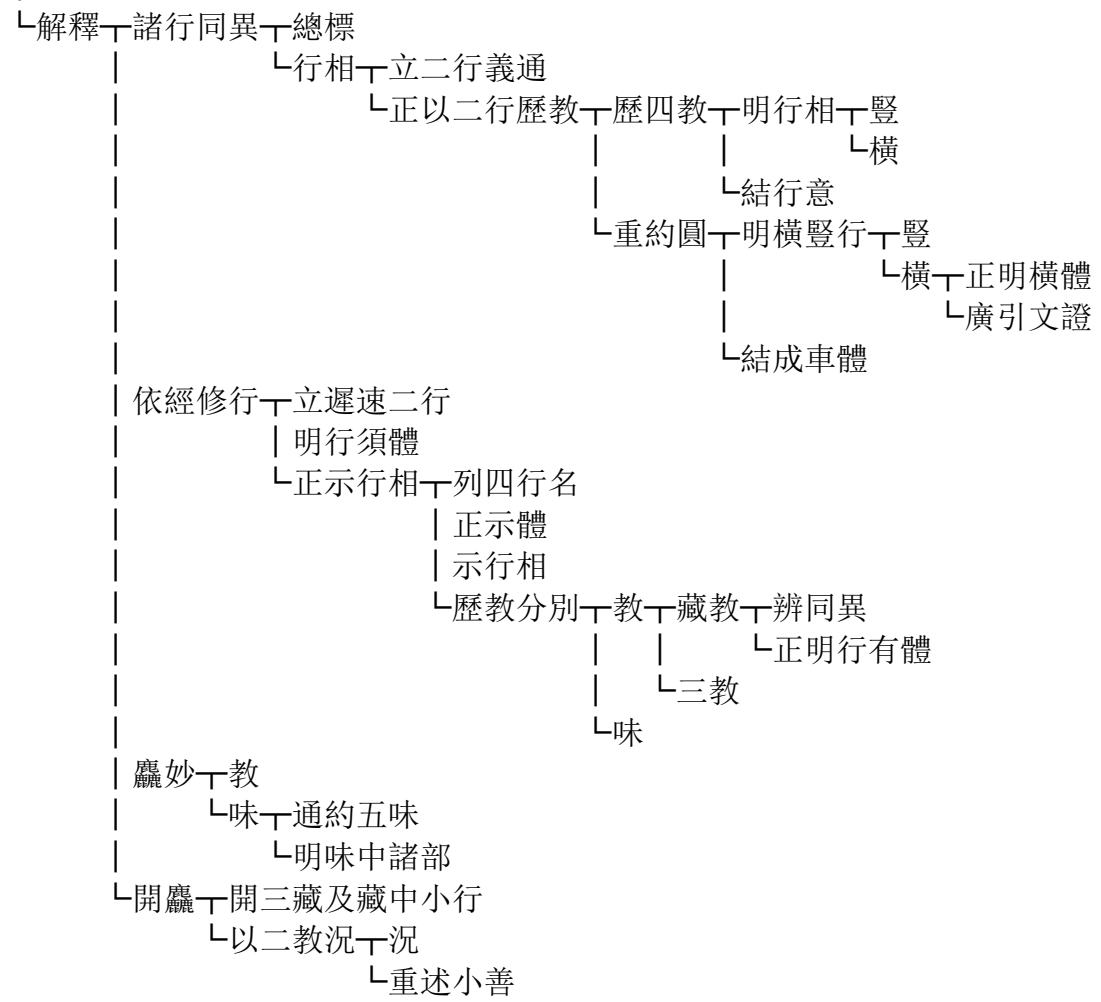 └解釋┬諸行同異┬總標
│└行相┬立二行義通
│└正以二行歷教┬歷四教┬明行相┬豎
│││└橫
││└結行意
│└重約圓┬明橫豎行┬豎
││└橫┬正明橫體
││└廣引文證
│└結成車體
│依經修行┬立遲速二行
││明行須體
│└正示行相┬列四行名
││正示體
││示行相
│└歷教分別┬教┬藏教┬辨同異
│││└正明行有體
││└三教
│└味
│麤妙┬教
│└味┬通約五味
│└明味中諸部
└開麤┬開三藏及藏中小行
└以二教況┬況
└重述小善